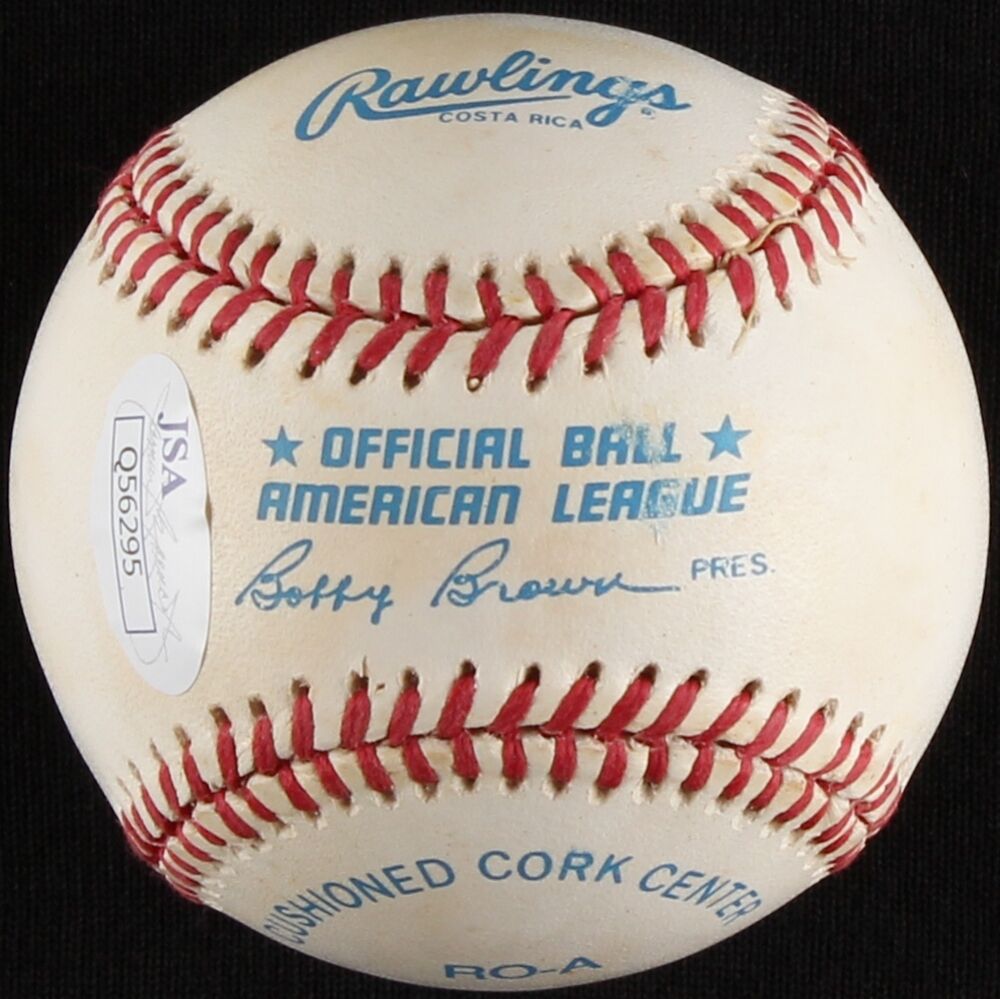 Rawlings
COSTA RICA
★ OFFICIAL BALL ★
AMERICAN LEAGUE
Bobby Brown PRES.
JSA
Q56295
CUSHIONED CORK CENTER
RO-A